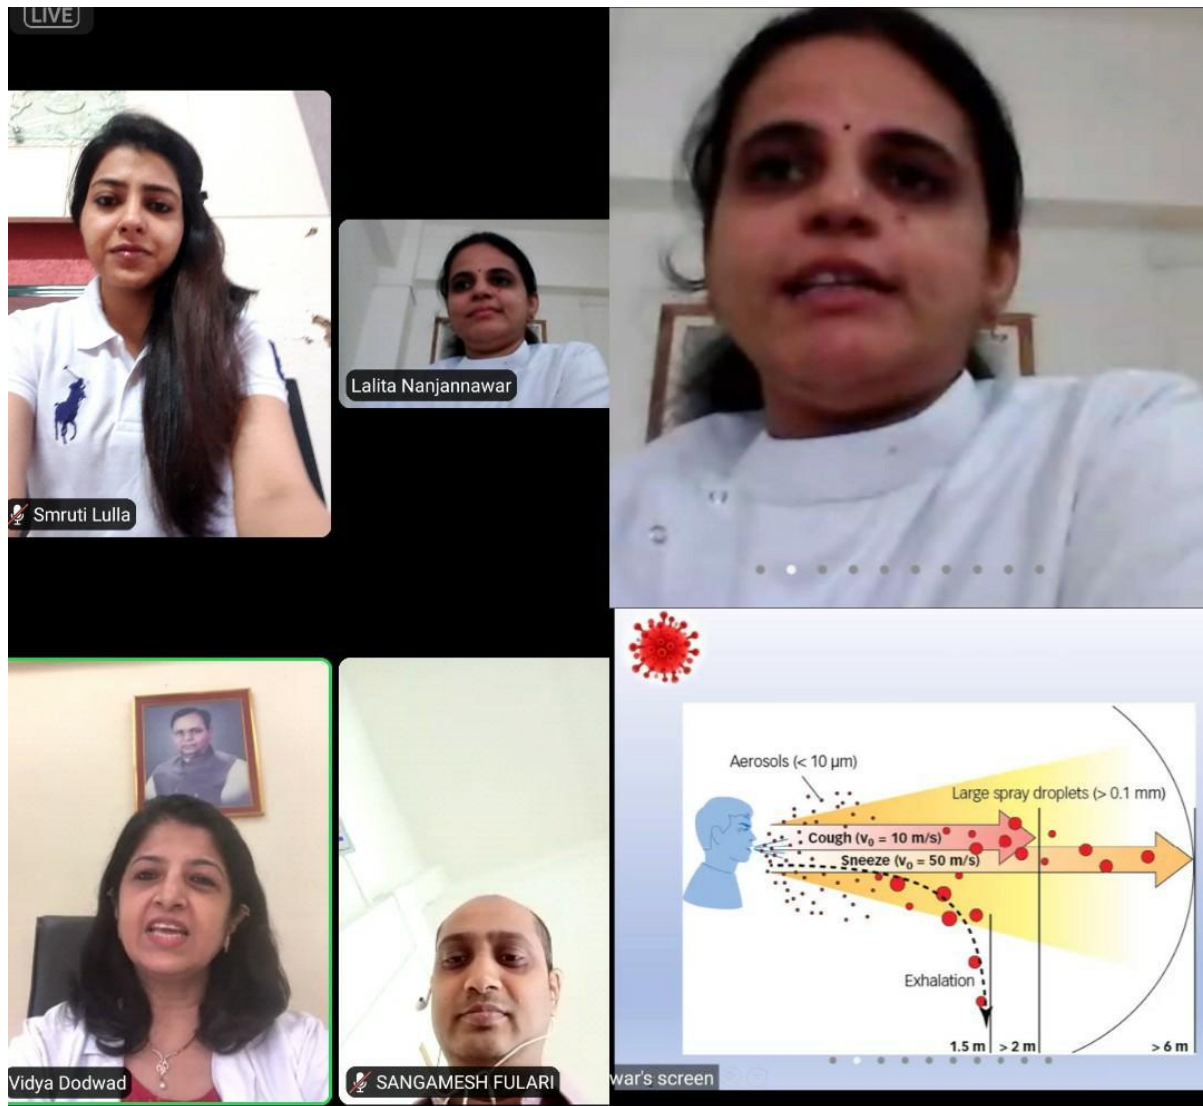 LIVE
Smruti Lulla
Lalita Nanjannawar
Vidya Dodwad
SANGAMESH FULARI
Aerosols (< 10 µm)
Large spray droplets (> 0.1 mm)
Cough (v₀ = 10 m/s)
Sneeze (v₀ = 50 m/s)
Exhalation
1.5 m > 2 m > 6 m
war's screen